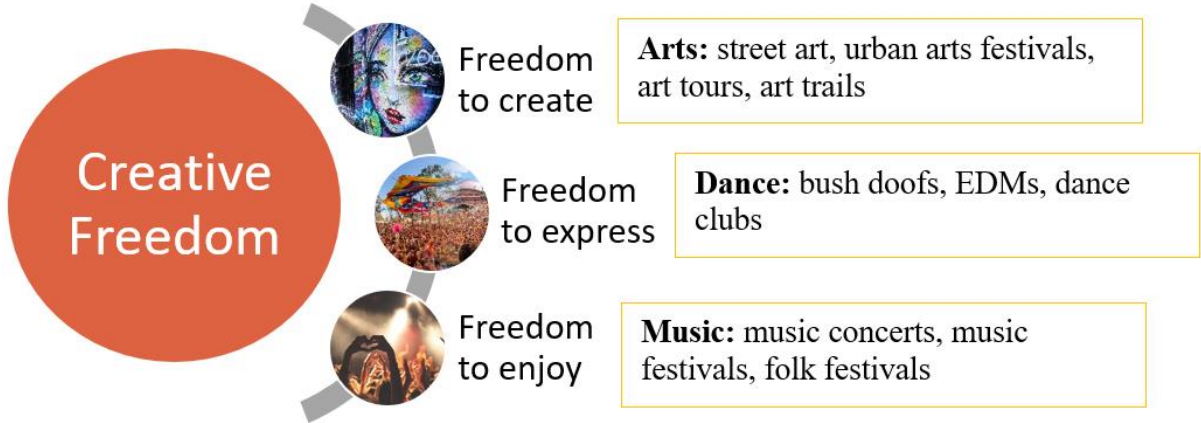 Creative
Freedom
Freedom
to create
Arts: street art, urban arts festivals,
art tours, art trails
Freedom
to express
Dance: bush doofs, EDMs, dance
clubs
Freedom
to enjoy
Music: music concerts, music
festivals, folk festivals